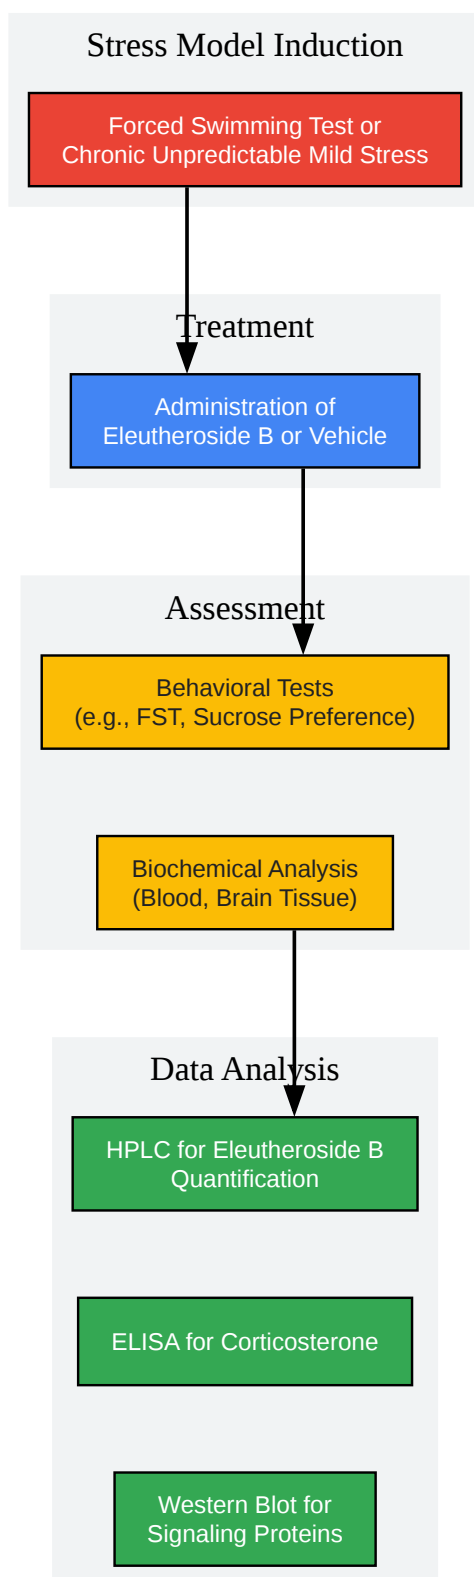 Stress Model Induction
Forced Swimming Test or
Chronic Unpredictable Mild Stress
Treatment
Administration of
Eleutheroside B or Vehicle
Assessment
Behavioral Tests
(e.g., FST, Sucrose Preference)
Biochemical Analysis
(Blood, Brain Tissue)
Data Analysis
HPLC for Eleutheroside B
Quantification
ELISA for Corticosterone
Western Blot for
Signaling Proteins